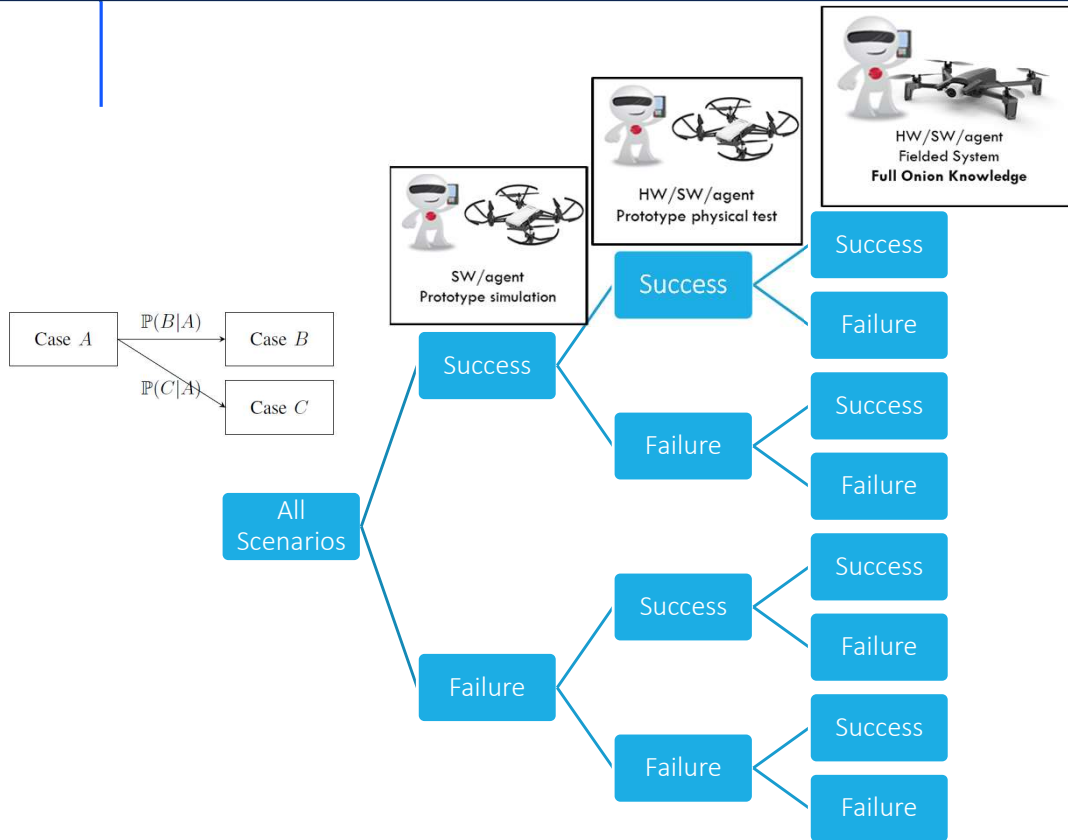 HW/SW/agent
Fielded System
Full Onion Knowledge
HW/SW/agent
Prototype physical test
SW/agent
Prototype simulation
Case A
ℙ(B|A)
Case B
ℙ(C|A)
Case C
All
Scenarios
Success
Failure
Success
Failure
Success
Failure
Success
Failure
Success
Failure
Success
Failure
Success
Failure